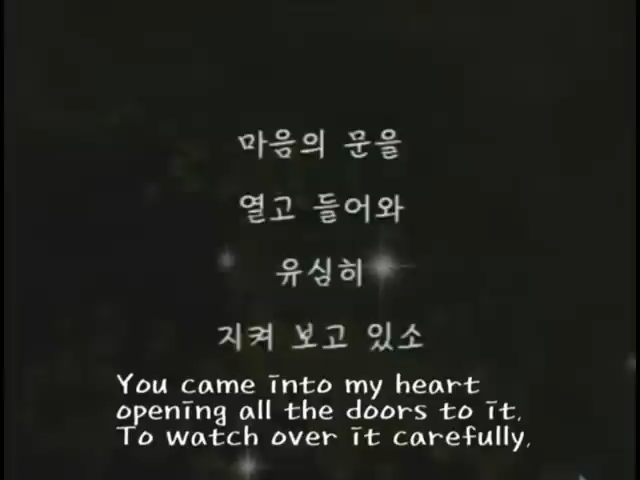 마음의 문을
열고 들어와
유심히
지켜 보고 있소
You came into my heart
opening all the doors to it,
To watch over it carefully,